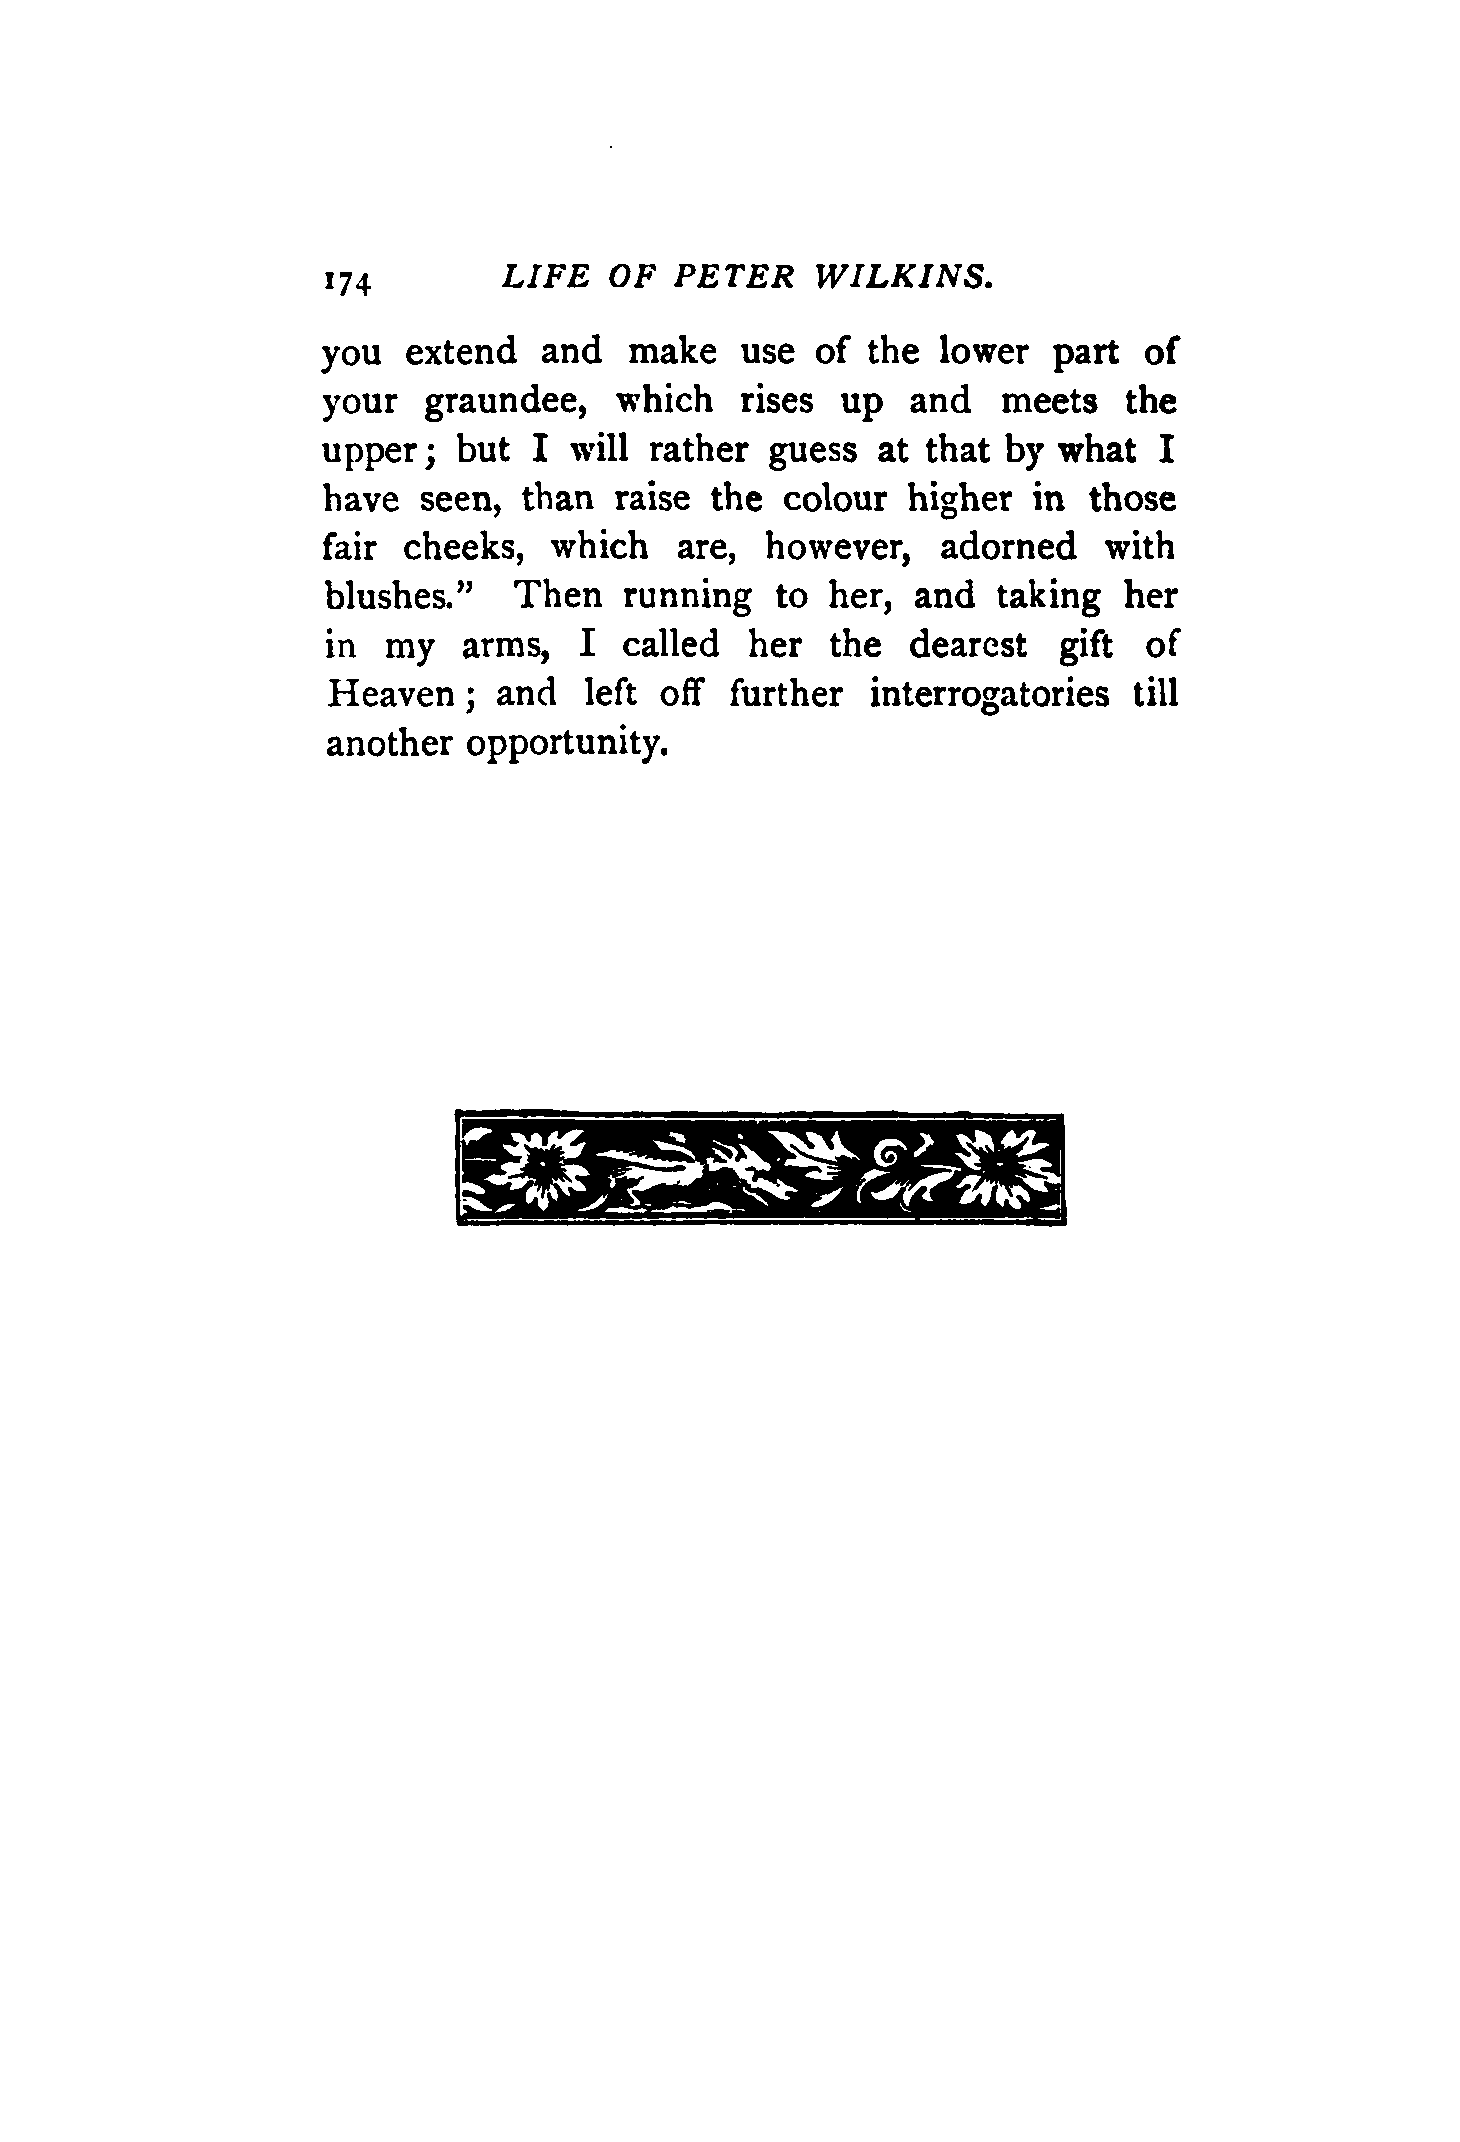 174 LIFE OF PETER WILKINS.
you extend and make use of the lower part of
your graundee, which rises up and meets the
upper; but I will rather guess at that by what I
have seen, than raise the colour higher in those
fair cheeks, which are, however, adorned with
blushes.” Then running to her, and taking her
in my arms, I called her the dearest gift of
Heaven; and left off further interrogatories till
another opportunity.